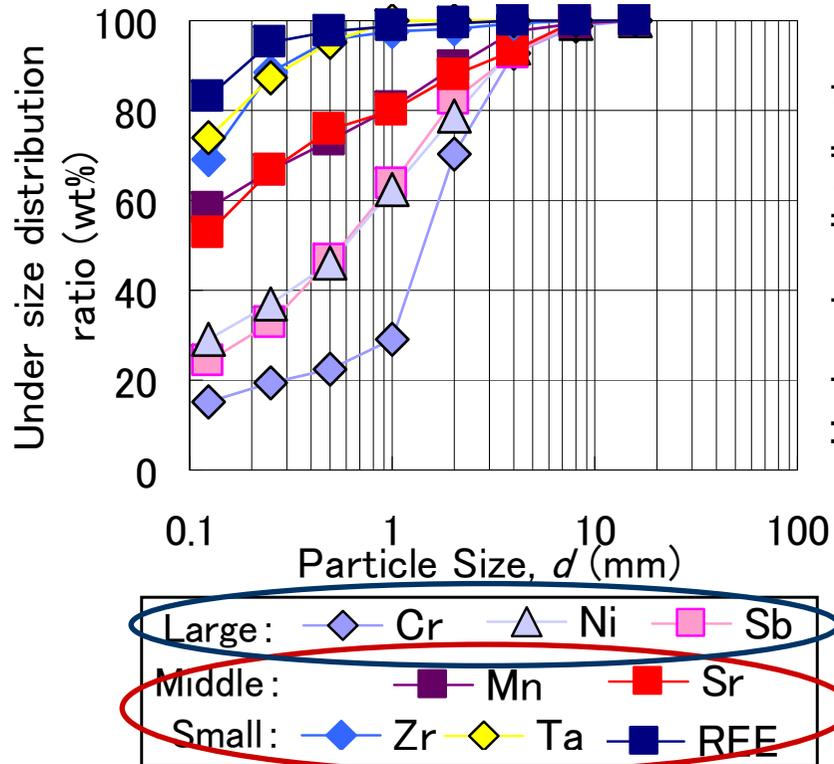 Under size distribution
ratio (wt%)
100
80
60
40
20
0
0.1 1 10 100
Particle Size, d (mm)
Large: Cr Ni Sb
Middle: Mn Sr
Small: Zr Ta REE